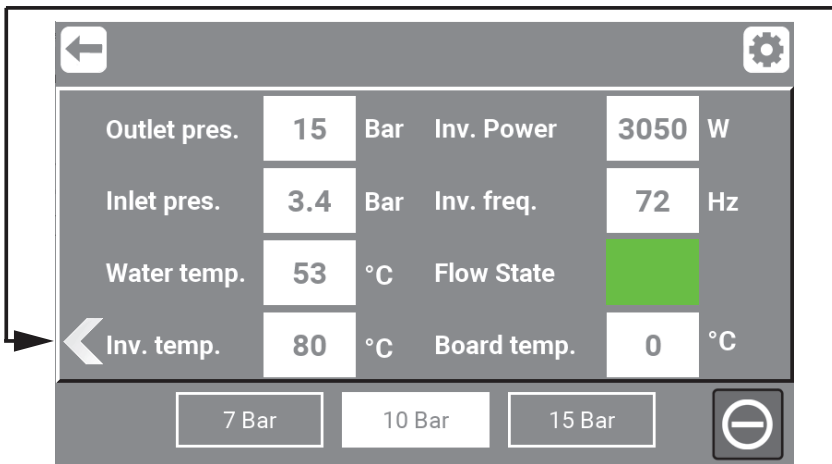 Outlet pres. 15 Bar Inv. Power 3050 W
Inlet pres. 3.4 Bar Inv. freq. 72 Hz
Water temp. 53 °C Flow State
Inv. temp. 80 °C Board temp. 0 °C
7 Bar 10 Bar 15 Bar